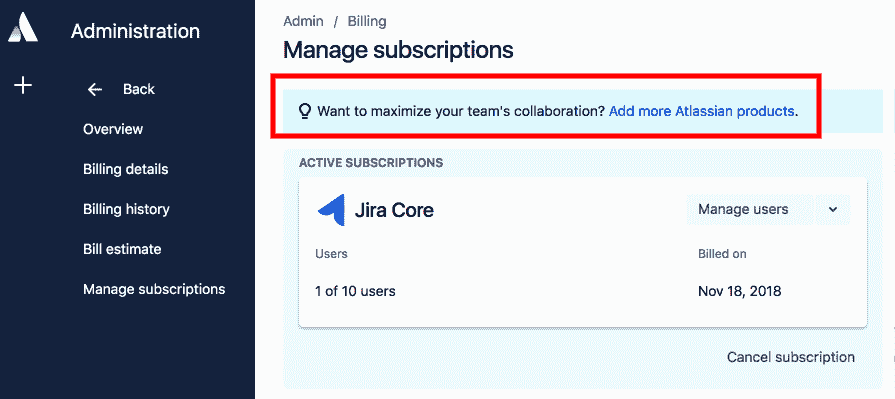 Administration
Back
Overview
Billing details
Billing history
Bill estimate
Manage subscriptions
Admin / Billing
Manage subscriptions
Want to maximize your team's collaboration? Add more Atlassian products.
ACTIVE SUBSCRIPTIONS
Jira Core
Manage users
Users
Billed on
1 of 10 users
Nov 18, 2018
Cancel subscription